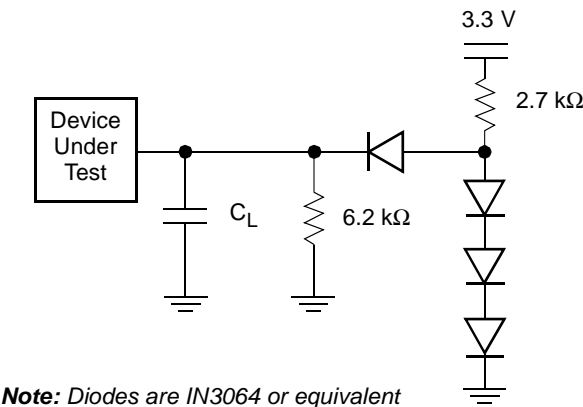 3.3 V
2.7 kΩ
Device
Under
Test
C_L
6.2 kΩ
Note: Diodes are IN3064 or equivalent